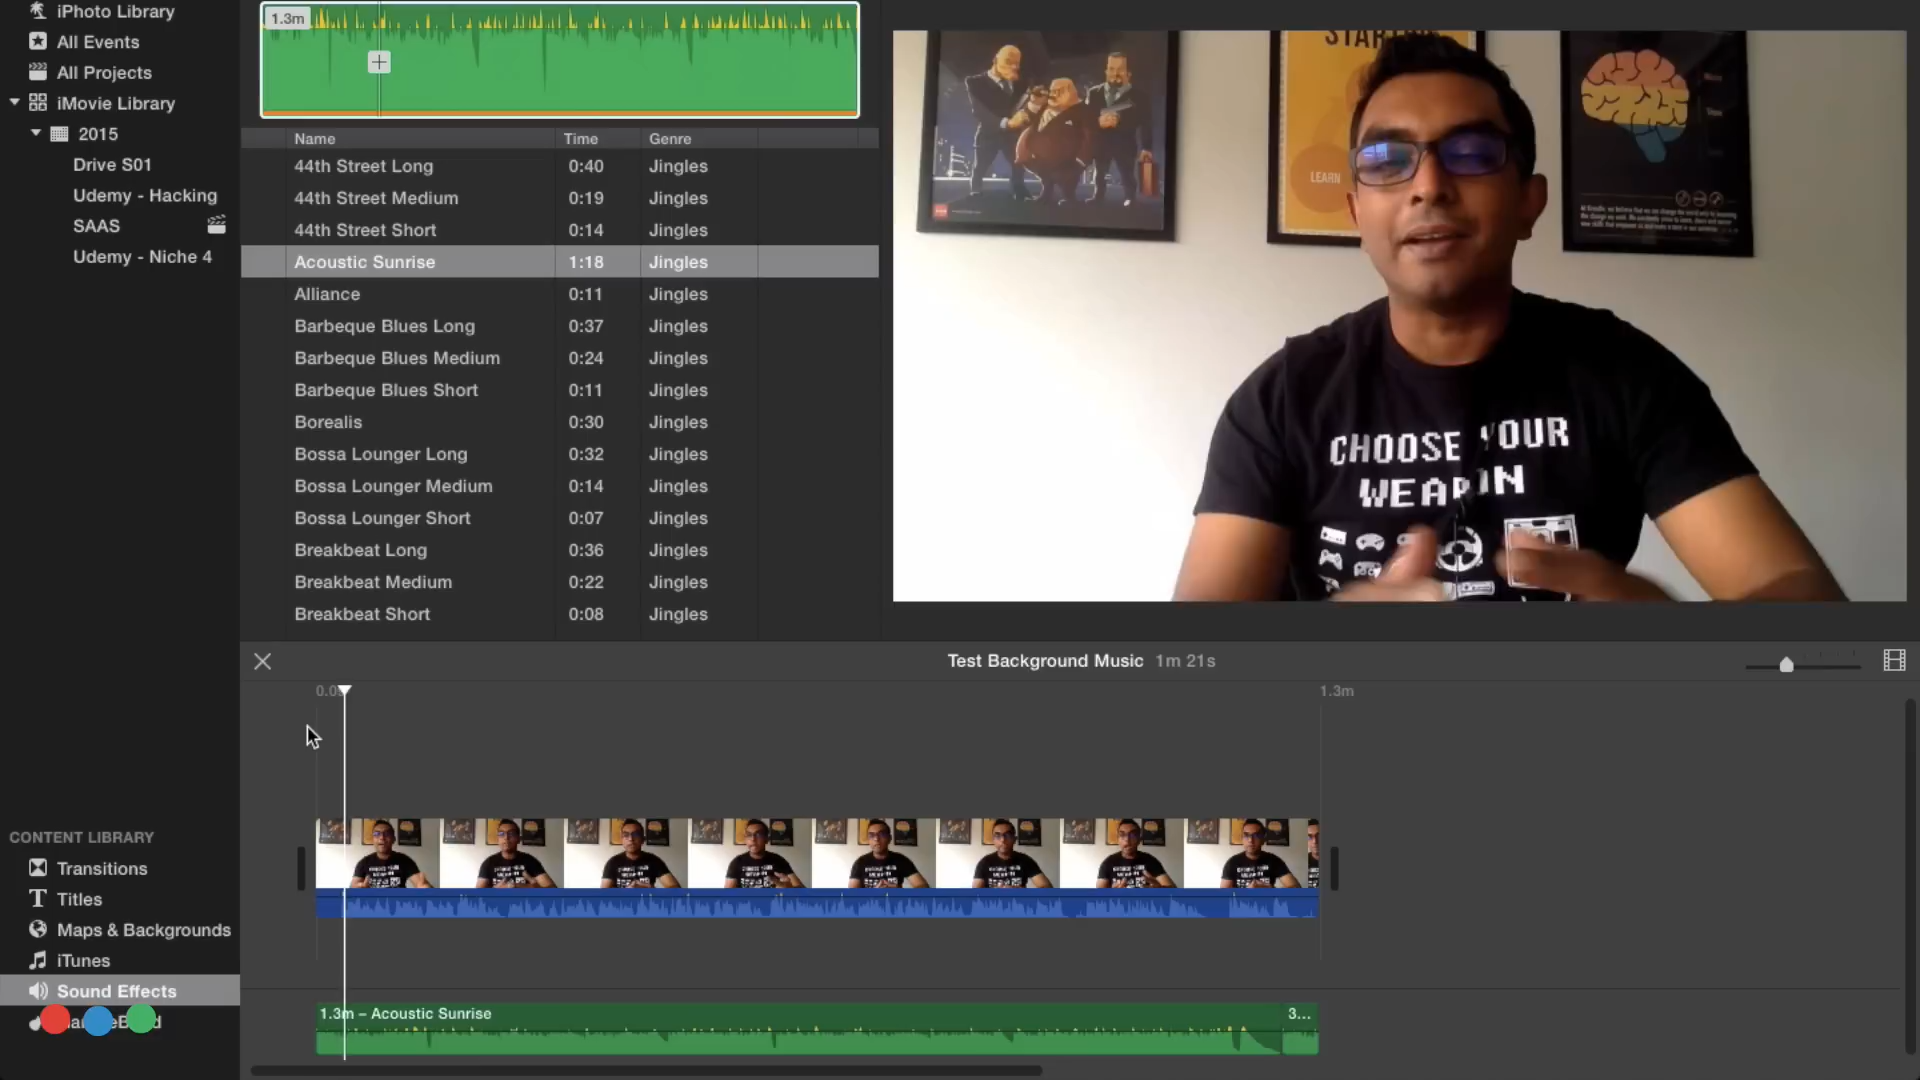 iPhoto Library
All Events
All Projects
iMovie Library
2015
Drive S01
Udemy - Hacking
SAAS
Udemy - Niche 4
1.3m
Name Time Genre
44th Street Long 0:40 Jingles
44th Street Medium 0:19 Jingles
44th Street Short 0:14 Jingles
Acoustic Sunrise 1:18 Jingles
Alliance 0:11 Jingles
Barbeque Blues Long 0:37 Jingles
Barbeque Blues Medium 0:24 Jingles
Barbeque Blues Short 0:11 Jingles
Borealis 0:30 Jingles
Bossa Lounger Long 0:32 Jingles
Bossa Lounger Medium 0:14 Jingles
Bossa Lounger Short 0:07 Jingles
Breakbeat Long 0:36 Jingles
Breakbeat Medium 0:22 Jingles
Breakbeat Short 0:08 Jingles
LEARN
CHOOSE YOUR
WEAPON
Test Background Music 1m 21s
1.3m
CONTENT LIBRARY
Transitions
Titles
Maps & Backgrounds
iTunes
Sound Effects
1.3m – Acoustic Sunrise 3...